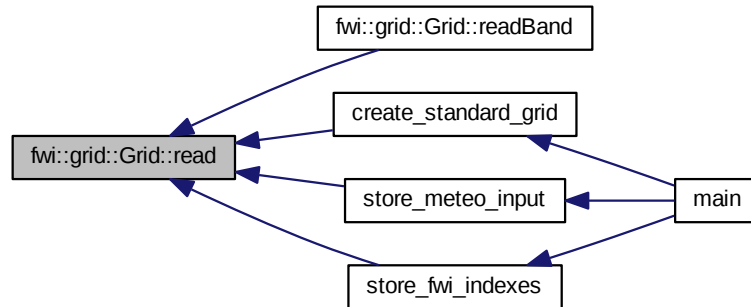 fwi::grid::Grid::readBand
create_standard_grid
fwi::grid::Grid::read
store_meteo_input
main
store_fwi_indexes